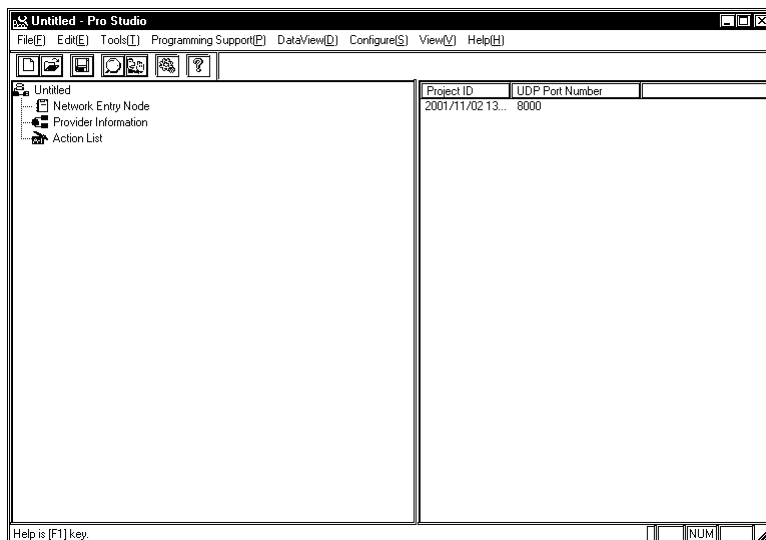 Untitled - Pro Studio
File(F) Edit(E) Tools(T) Programming Support(P) DataView(D) Configure(S) View(V) Help(H)
Untitled
Network Entry Node
Provider Information
Action List
Project ID UDP Port Number
2001/11/02 13... 8000
Help is [F1] key.
NUM